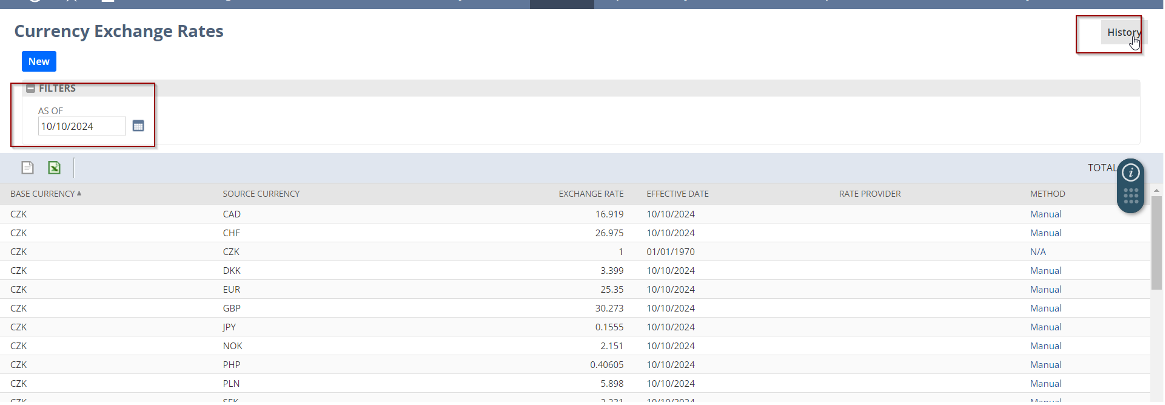 Currency Exchange Rates
History
New
FILTERS
AS OF
10/10/2024
TOTAL
BASE CURRENCY SOURCE CURRENCY EXCHANGE RATE EFFECTIVE DATE RATE PROVIDER METHOD
CZK CAD 16.919 10/10/2024 Manual
CZK CHF 26.975 10/10/2024 Manual
CZK CZK 1 01/01/1970 N/A
CZK DKK 3.399 10/10/2024 Manual
CZK EUR 25.35 10/10/2024 Manual
CZK GBP 30.273 10/10/2024 Manual
CZK JPY 0.1555 10/10/2024 Manual
CZK NOK 2.151 10/10/2024 Manual
CZK PHP 0.40605 10/10/2024 Manual
CZK PLN 5.898 10/10/2024 Manual